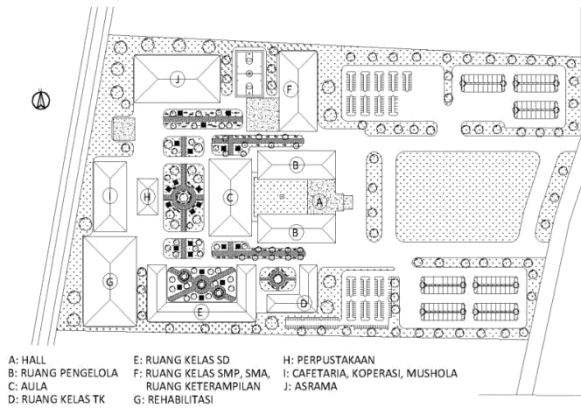 J
F
B
I
H
C
A
B
G
E
D
A: HALL
B: RUANG PENGELOLA
C: AULA
D: RUANG KELAS TK
E: RUANG KELAS SD
F: RUANG KELAS SMP, SMA,
RUANG KETERAMPILAN
G: REHABILITASI
H: PERPUSTAKAAN
I: CAFETARIA, KOPERASI, MUSHOLA
J: ASRAMA